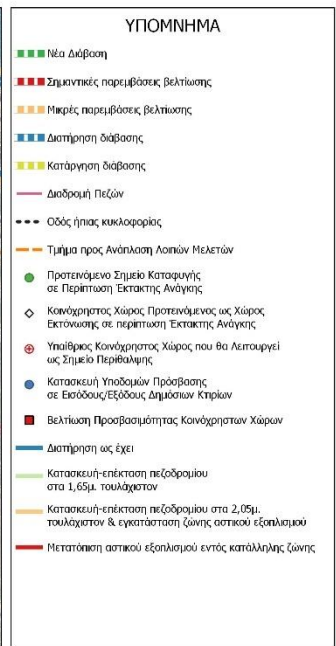 ΥΠΟΜΝΗΜΑ
Νέα Διάβαση
Σημαντικές παρεμβάσεις βελτίωσης
Μικρές παρεμβάσεις βελτίωσης
Διατήρηση διάβασης
Κατάργηση διάβασης
Διαδρομή Πεζών
Οδός ήπιας κυκλοφορίας
Τμήμα προς Ανάπλαση Λοιπών Μελετών
Προτεινόμενο Σημείο Καταφυγής
σε Περίπτωση Έκτακτης Ανάγκης
Κοινόχρηστος Χώρος Προτεινόμενος ως Χώρος
Εκτόνωσης σε περίπτωση Έκτακτης Ανάγκης
Υπαίθριος Κοινόχρηστος Χώρος που θα Λειτουργεί
ως Σημείο Περίθαλψης
Κατασκευή Υποδομών Πρόσβασης
σε Εισόδους/Εξόδους Δημόσιων Κτιρίων
Βελτίωση Προσβασιμότητας Κοινόχρηστων Χώρων
Διατήρηση ως έχει
Κατασκευή-επέκταση πεζοδρομίου
στα 1,65μ. τουλάχιστον
Κατασκευή-επέκταση πεζοδρομίου στα 2,05μ.
τουλάχιστον & εγκατάσταση ζώνης αστικού εξοπλισμού
Μετατόπιση αστικού εξοπλισμού εντός κατάλληλης ζώνης